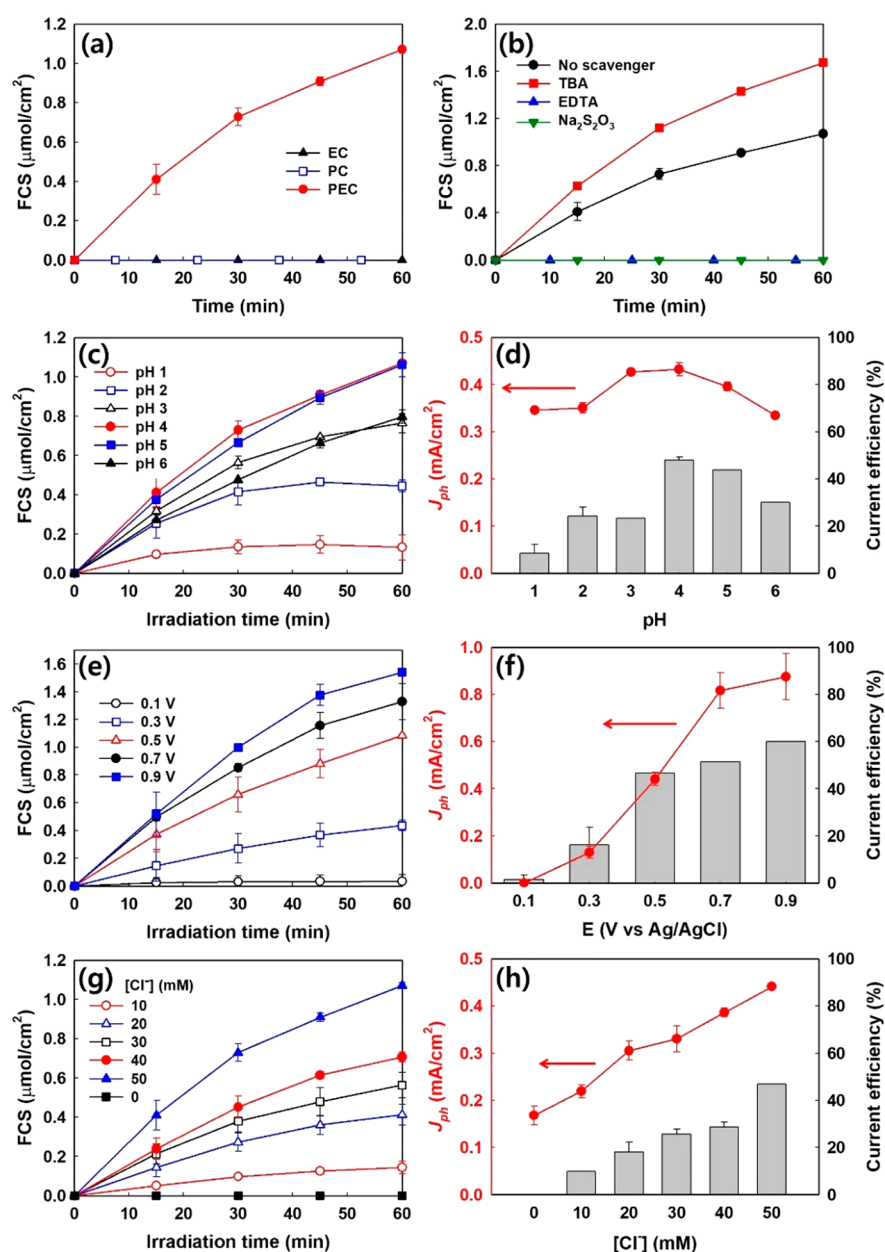 (a)
FCS (μmol/cm²)
1.2
1.0
0.8
0.6
0.4
0.2
0.0
EC
PC
PEC
0 10 20 30 40 50 60
Time (min)
(b)
FCS (μmol/cm²)
2.0
1.6
1.2
0.8
0.4
0.0
No scavenger
TBA
EDTA
Na₂S₂O₃
0 10 20 30 40 50 60
Time (min)
(c)
FCS (μmol/cm²)
1.2
1.0
0.8
0.6
0.4
0.2
0.0
pH 1
pH 2
pH 3
pH 4
pH 5
pH 6
0 10 20 30 40 50 60
Irradiation time (min)
(d)
Jph (mA/cm²)
0.5
0.4
0.3
0.2
0.1
0.0
100
80
60
40
20
0
Current efficiency (%)
1 2 3 4 5 6
pH
(e)
FCS (μmol/cm²)
1.6
1.4
1.2
1.0
0.8
0.6
0.4
0.2
0.0
0.1 V
0.3 V
0.5 V
0.7 V
0.9 V
0 10 20 30 40 50 60
Irradiation time (min)
(f)
Jph (mA/cm²)
1.0
0.8
0.6
0.4
0.2
0.0
100
80
60
40
20
0
Current efficiency (%)
0.1 0.3 0.5 0.7 0.9
E (V vs Ag/AgCl)
(g)
FCS (μmol/cm²)
1.2
1.0
0.8
0.6
0.4
0.2
0.0
[Cl⁻] (mM)
10
20
30
40
50
0
0 10 20 30 40 50 60
Irradiation time (min)
(h)
Jph (mA/cm²)
0.5
0.4
0.3
0.2
0.1
0.0
100
80
60
40
20
0
Current efficiency (%)
0 10 20 30 40 50
[Cl⁻] (mM)